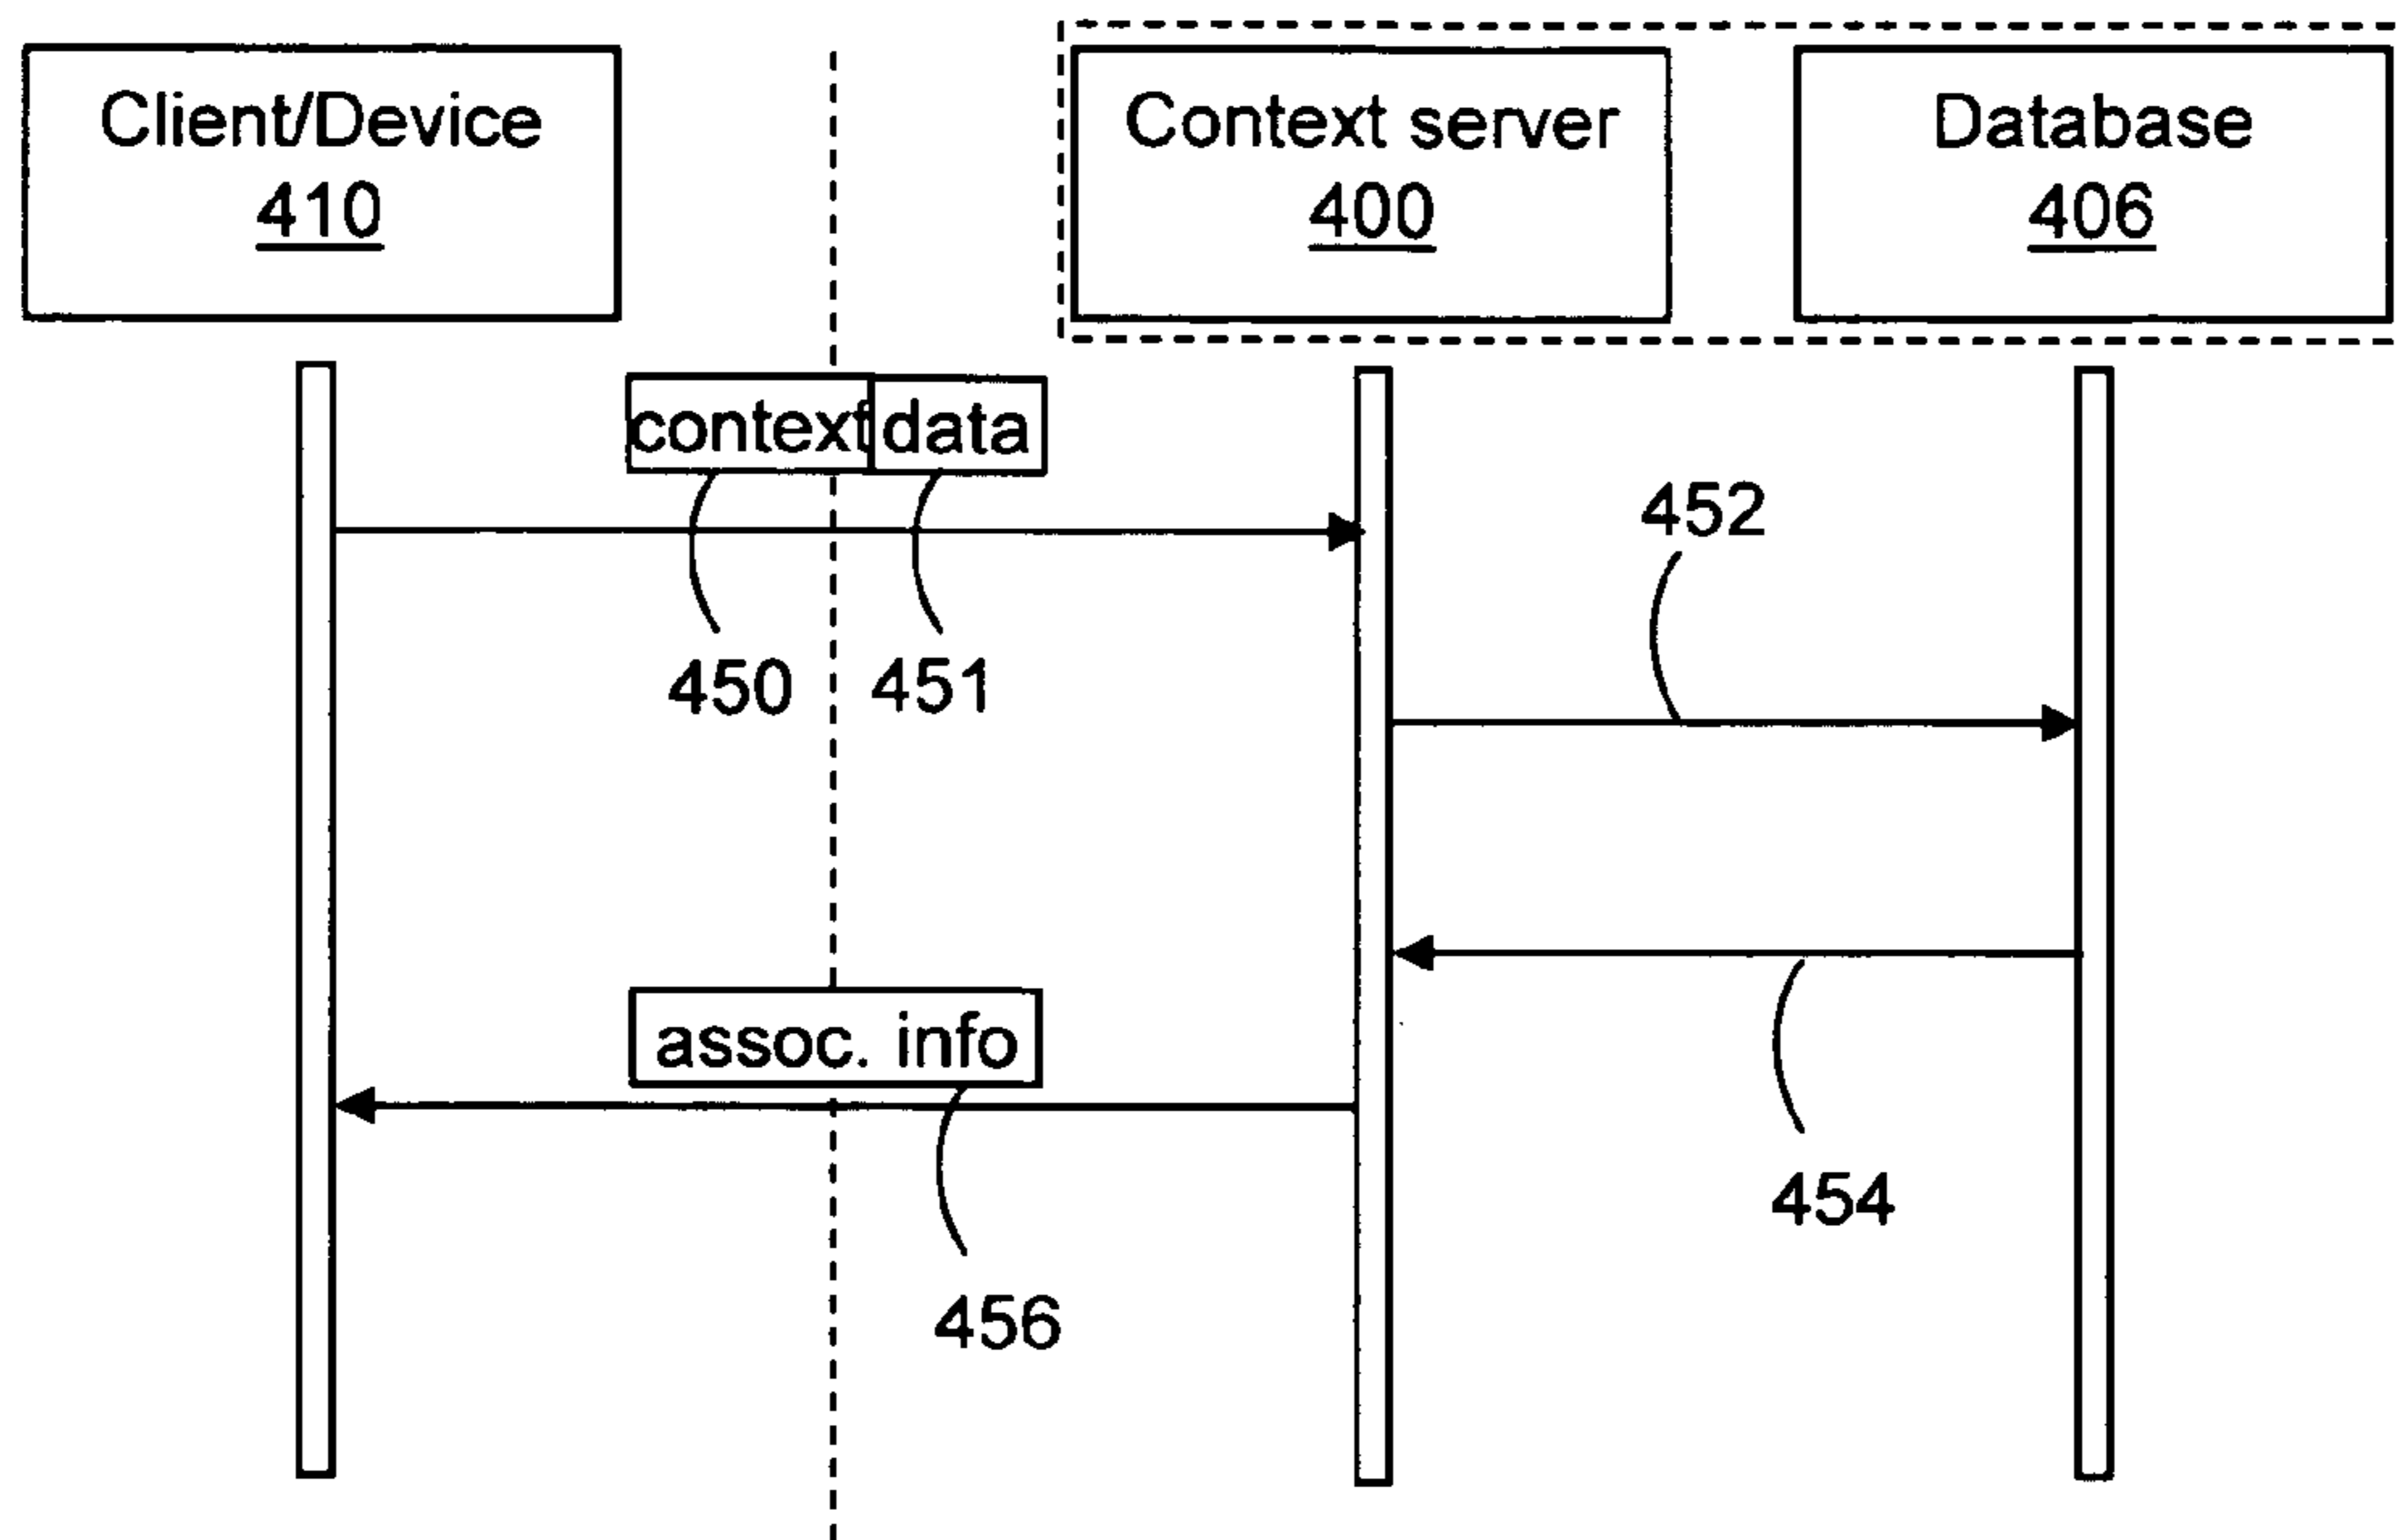 Client/Device
410
Context server
400
Database
406
context data
452
450 451
assoc. info
454
456